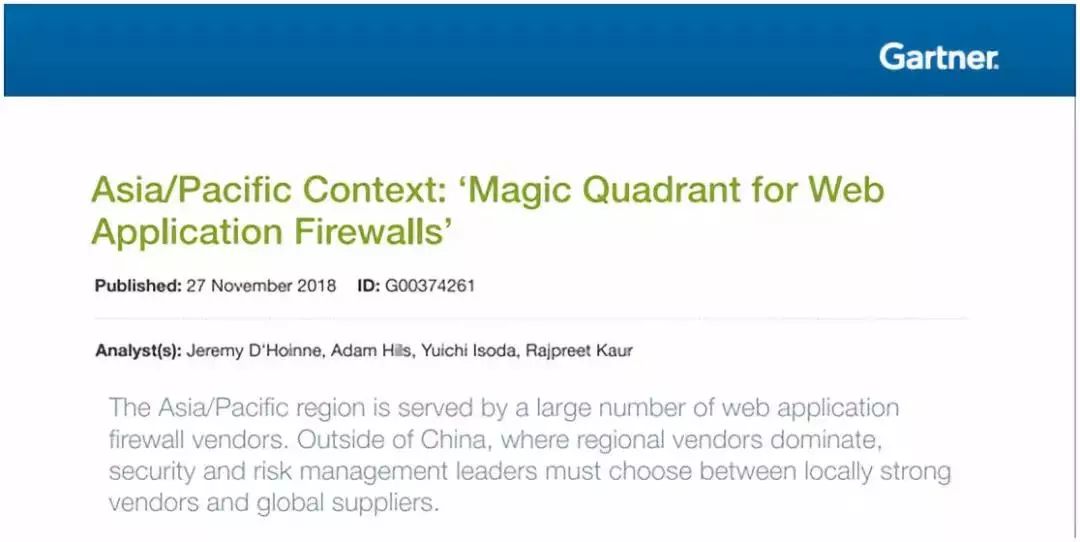 Gartner.
Asia/Pacific Context: ‘Magic Quadrant for Web
Application Firewalls’
Published: 27 November 2018 ID: G00374261
Analyst(s): Jeremy D'Hoinne, Adam Hils, Yuichi Isoda, Rajpreet Kaur
The Asia/Pacific region is served by a large number of web application
firewall vendors. Outside of China, where regional vendors dominate,
security and risk management leaders must choose between locally strong
vendors and global suppliers.